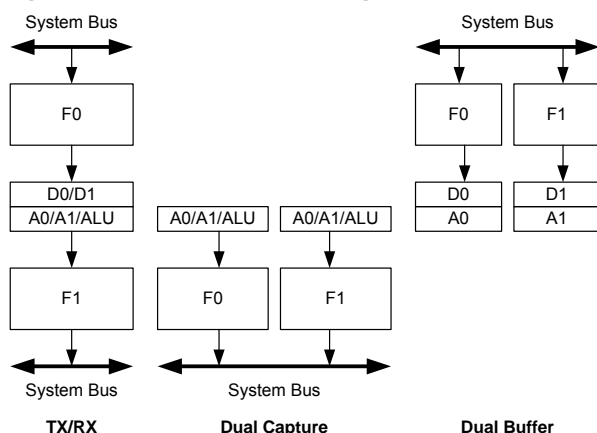 System Bus
System Bus
F0
F0
F1
D0/D1
D0
D1
A0/A1/ALU
A0/A1/ALU
A0/A1/ALU
A0
A1
F1
F0
F1
System Bus
System Bus
TX/RX
Dual Capture
Dual Buffer